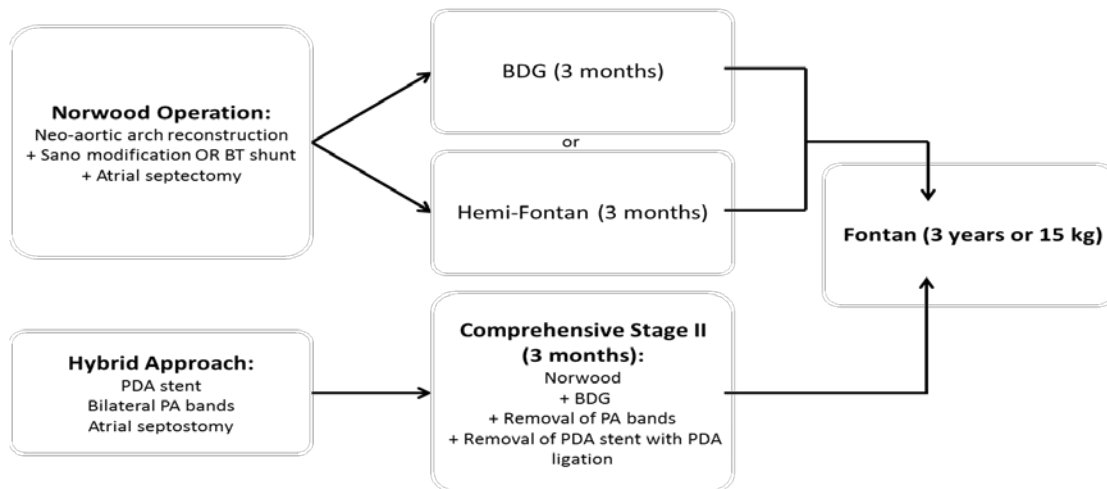 Norwood Operation:
Neo-aortic arch reconstruction
+ Sano modification OR BT shunt
+ Atrial septectomy
BDG (3 months)
or
Hemi-Fontan (3 months)
Fontan (3 years or 15 kg)
Hybrid Approach:
PDA stent
Bilateral PA bands
Atrial septostomy
Comprehensive Stage II
(3 months):
Norwood
+ BDG
+ Removal of PA bands
+ Removal of PDA stent with PDA
ligation